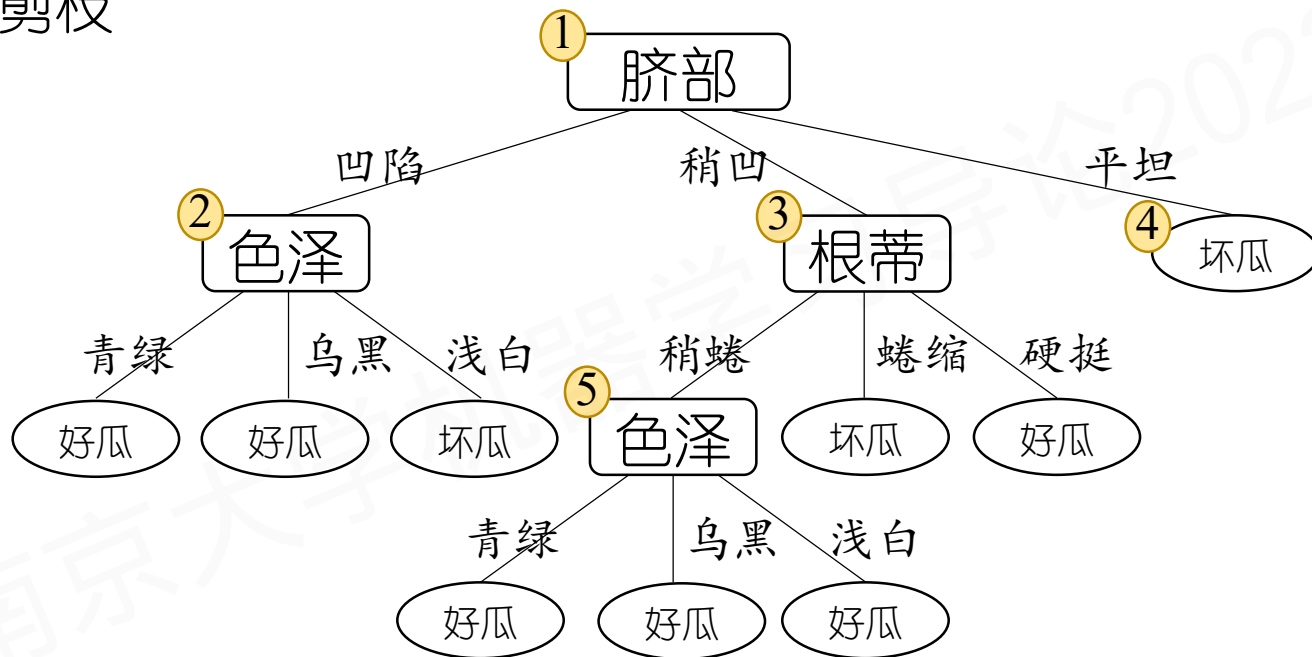 剪枝
1
脐部
凹陷 稍凹 平坦
2 3 4
色泽 根蒂 坏瓜
青绿 乌黑 浅白 稍蜷 蜷缩 硬挺
5
好瓜 好瓜 坏瓜 色泽 坏瓜 好瓜
青绿 乌黑 浅白
好瓜 好瓜 好瓜